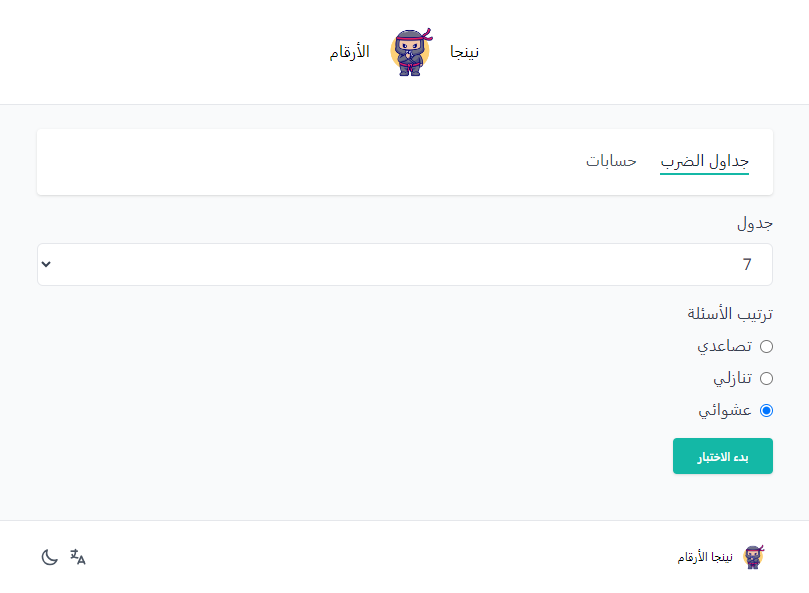 نينجا الأرقام
جداول الضرب حسابات
جدول
7
ترتيب الأسئلة
تصاعدي
تنازلي
عشوائي
بدء الاختبار
نينجا الأرقام